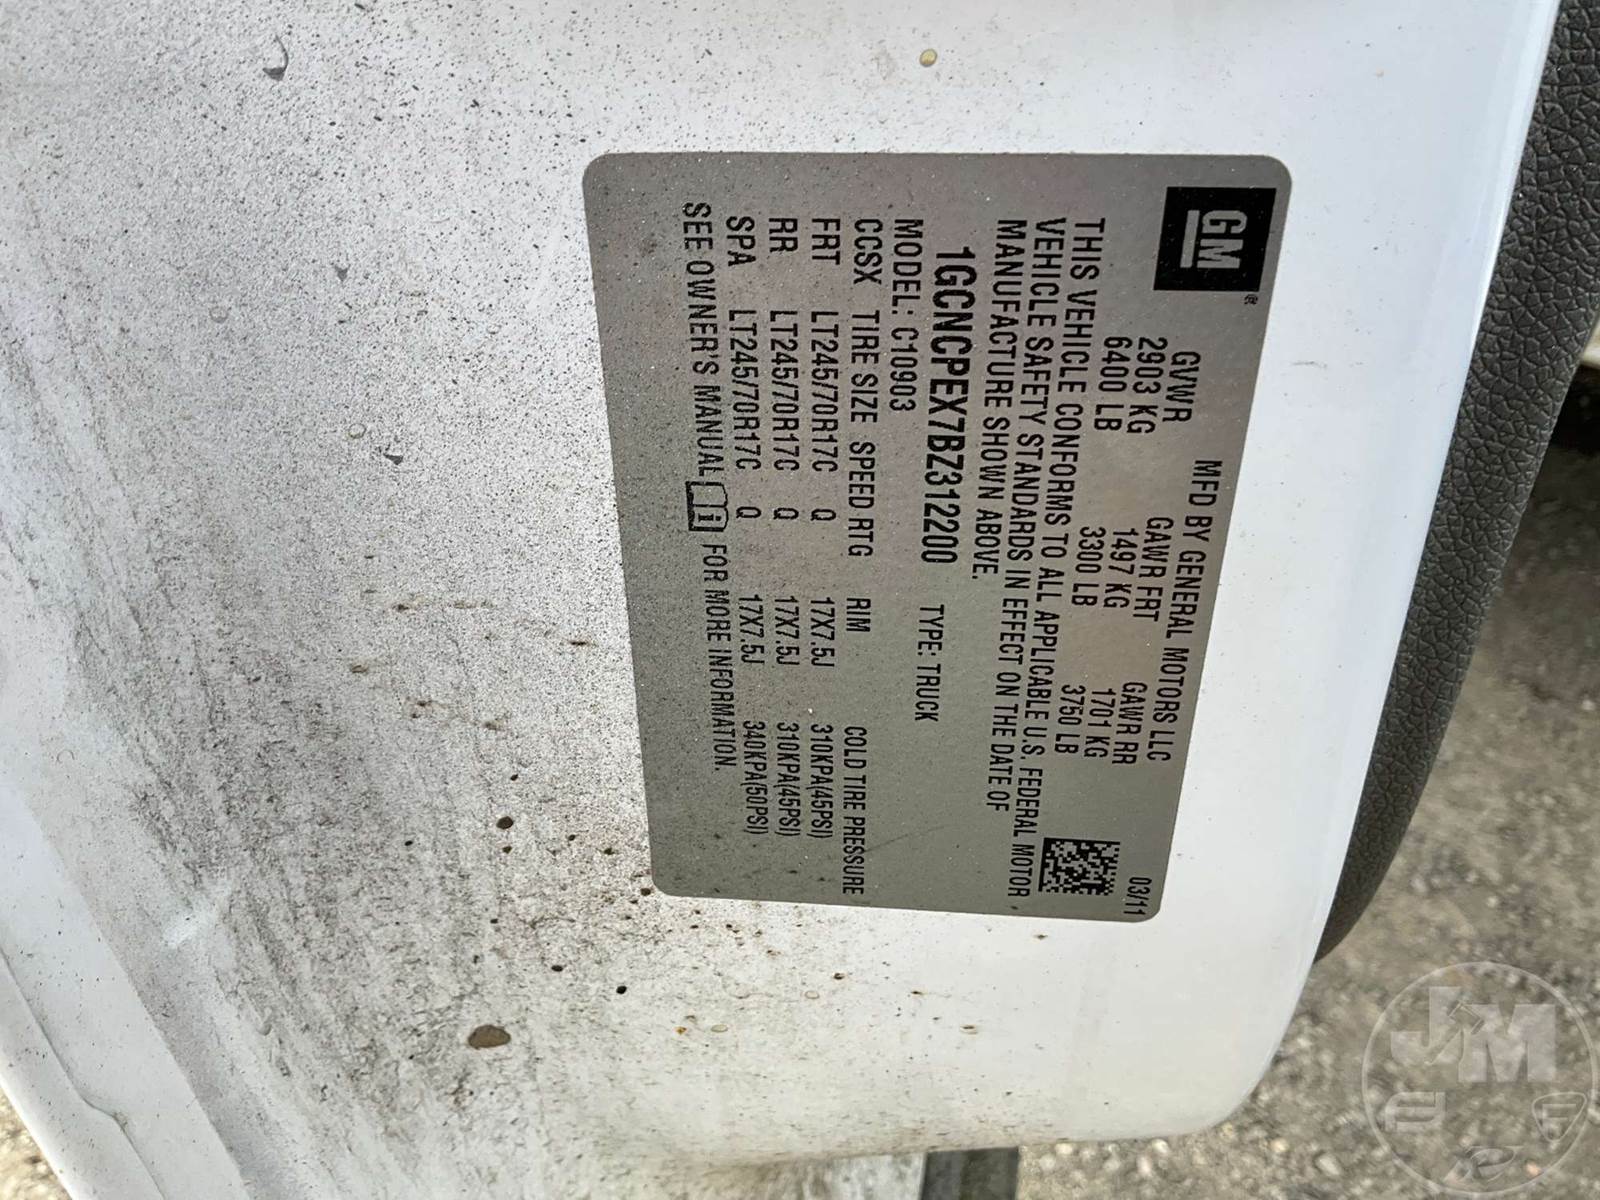 GM®
MFD BY GENERAL MOTORS LLC
03/11
GVWR GAWR FRT GAWR RR
2903 KG 1497 KG 1701 KG
6400 LB 3300 LB 3750 LB
THIS VEHICLE CONFORMS TO ALL APPLICABLE U.S. FEDERAL MOTOR
VEHICLE SAFETY STANDARDS IN EFFECT ON THE DATE OF
MANUFACTURE SHOWN ABOVE.
1GCNCPEX7BZ312200 TYPE: TRUCK
MODEL: C10903
CCSX TIRE SIZE SPEED RTG RIM COLD TIRE PRESSURE
FRT LT245/70R17C Q 17X7.5J 310KPA(45PSI)
RR LT245/70R17C Q 17X7.5J 310KPA(45PSI)
SPA LT245/70R17C Q 17X7.5J 340KPA(50PSI)
SEE OWNER'S MANUAL FOR MORE INFORMATION.
JM